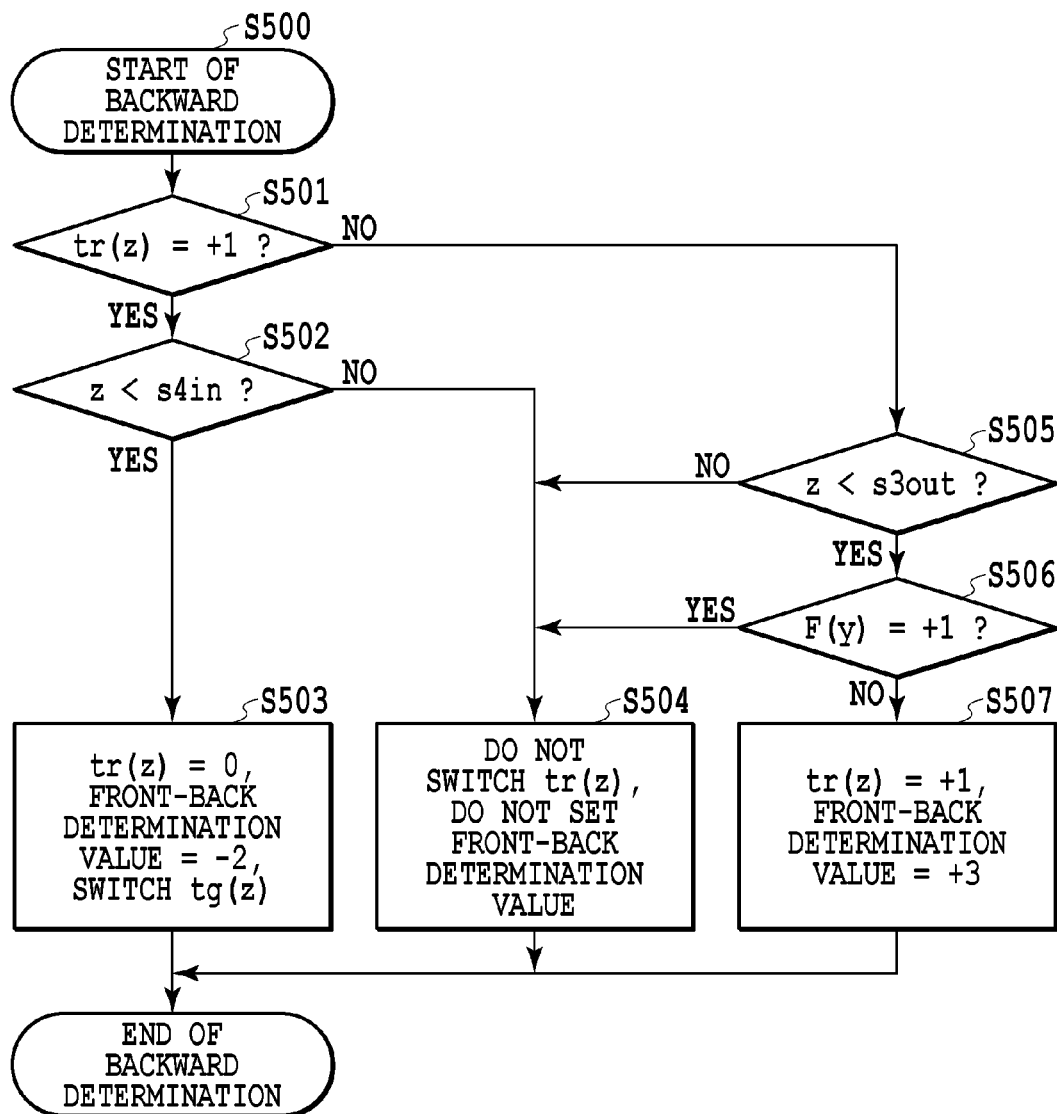 S500
START OF
BACKWARD
DETERMINATION
S501
tr(z) = +1 ?
NO
YES
S502
z < s4in ?
NO
YES
S505
z < s3out ?
NO
YES
S506
F(y) = +1 ?
YES
NO
S503
tr(z) = 0,
FRONT-BACK
DETERMINATION
VALUE = -2,
SWITCH tg(z)
S504
DO NOT
SWITCH tr(z),
DO NOT SET
FRONT-BACK
DETERMINATION
VALUE
S507
tr(z) = +1,
FRONT-BACK
DETERMINATION
VALUE = +3
END OF
BACKWARD
DETERMINATION